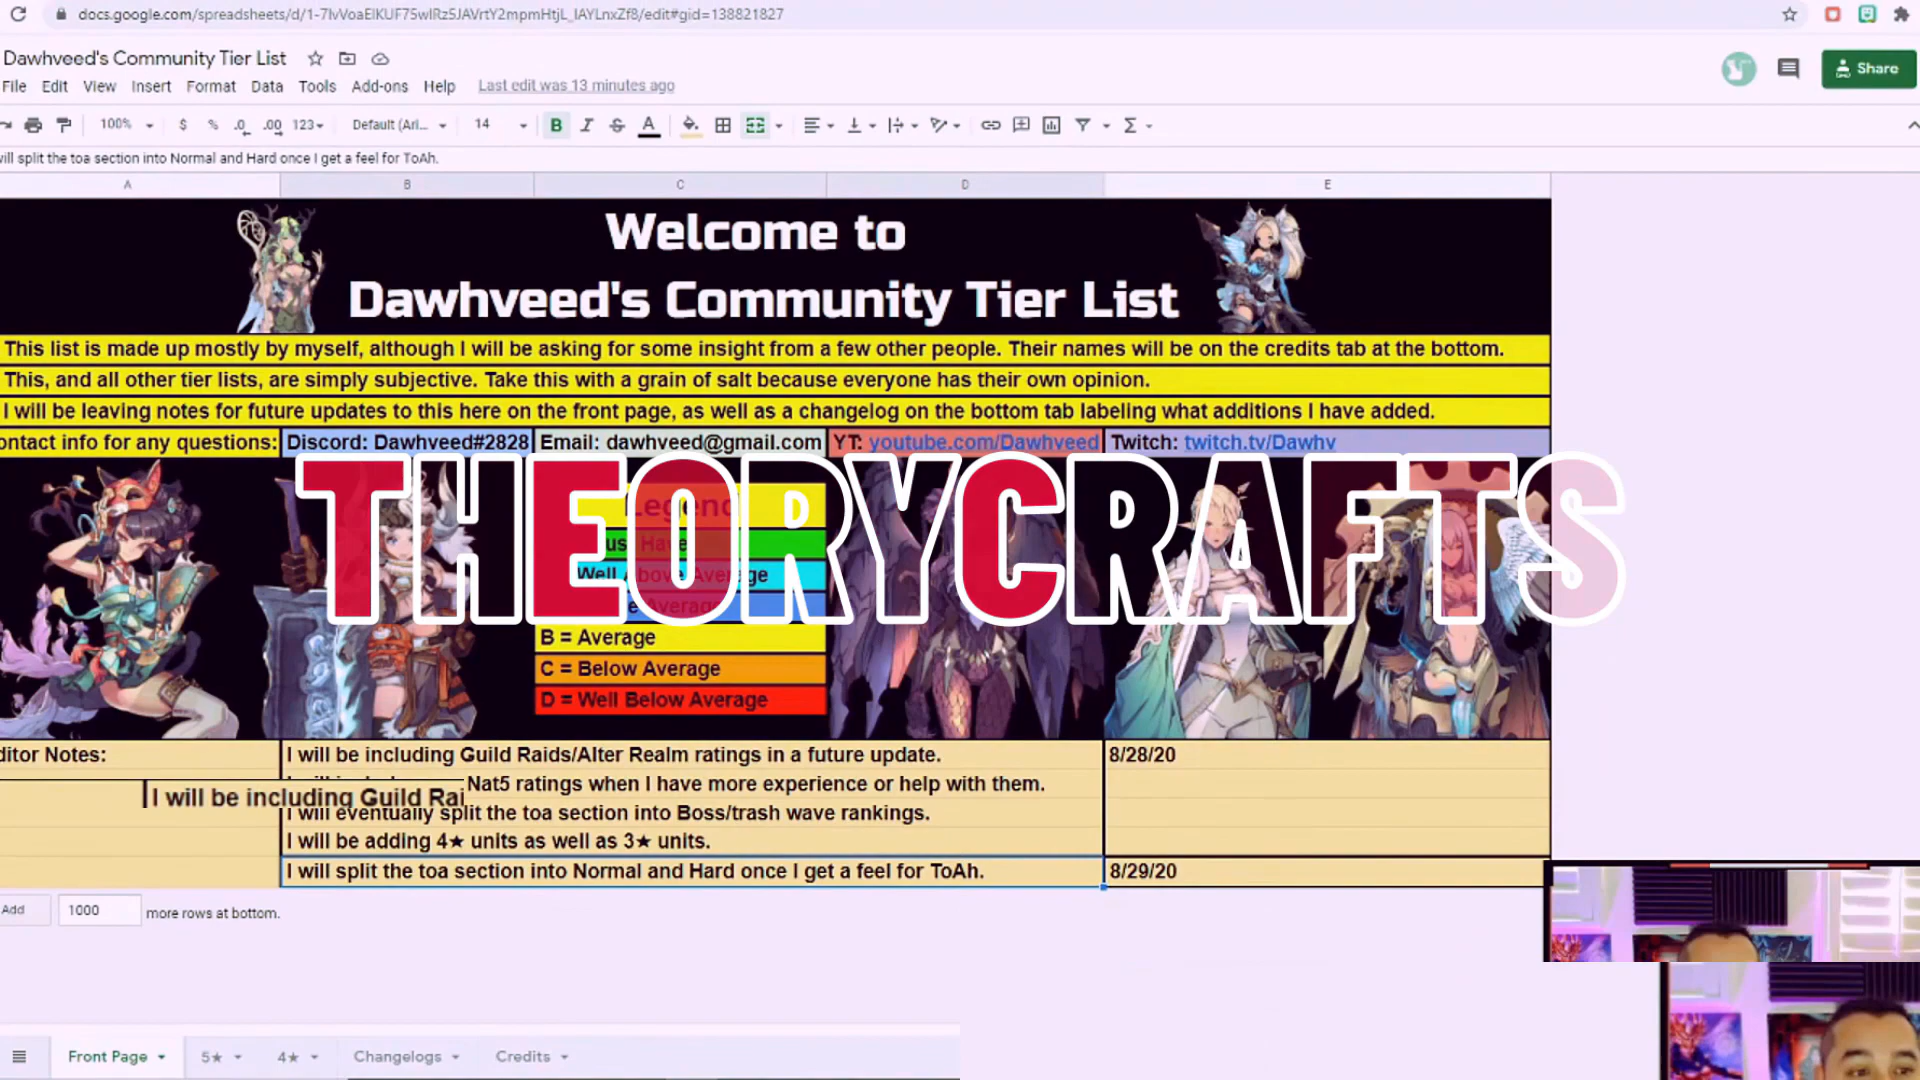 docs.google.com/spreadsheets/d/1-7lvVoaElKUF75wlRz5JAVrtY2mpmHtjL_lAYLnxZf8/edit#gid=138821827
Dawhveed's Community Tier List
File Edit View Insert Format Data Tools Add-ons Help Last edit was 13 minutes ago
Share
100% $ % .0 .00 123 Default (Ari... 14 B I S A
will split the toa section into Normal and Hard once I get a feel for ToAh.
A B C D E
Welcome to
Dawhveed's Community Tier List
This list is made up mostly by myself, although I will be asking for some insight from a few other people. Their names will be on the credits tab at the bottom.
This, and all other tier lists, are simply subjective. Take this with a grain of salt because everyone has their own opinion.
I will be leaving notes for future updates to this here on the front page, as well as a changelog on the bottom tab labeling what additions I have added.
ontact info for any questions: Discord: Dawhveed#2828 Email: dawhveed@gmail.com YT: youtube.com/Dawhveed Twitch: twitch.tv/Dawhv
THEORYCRAFTS
Legend
Have
Well Above Average
Average
B = Average
C = Below Average
D = Well Below Average
ditor Notes: I will be including Guild Raids/Alter Realm ratings in a future update. 8/28/20
Nat5 ratings when I have more experience or help with them.
I will be including Guild Rai
I will eventually split the toa section into Boss/trash wave rankings.
I will be adding 4★ units as well as 3★ units.
I will split the toa section into Normal and Hard once I get a feel for ToAh. 8/29/20
Add 1000 more rows at bottom.
Front Page 5★ 4★ Changelogs Credits